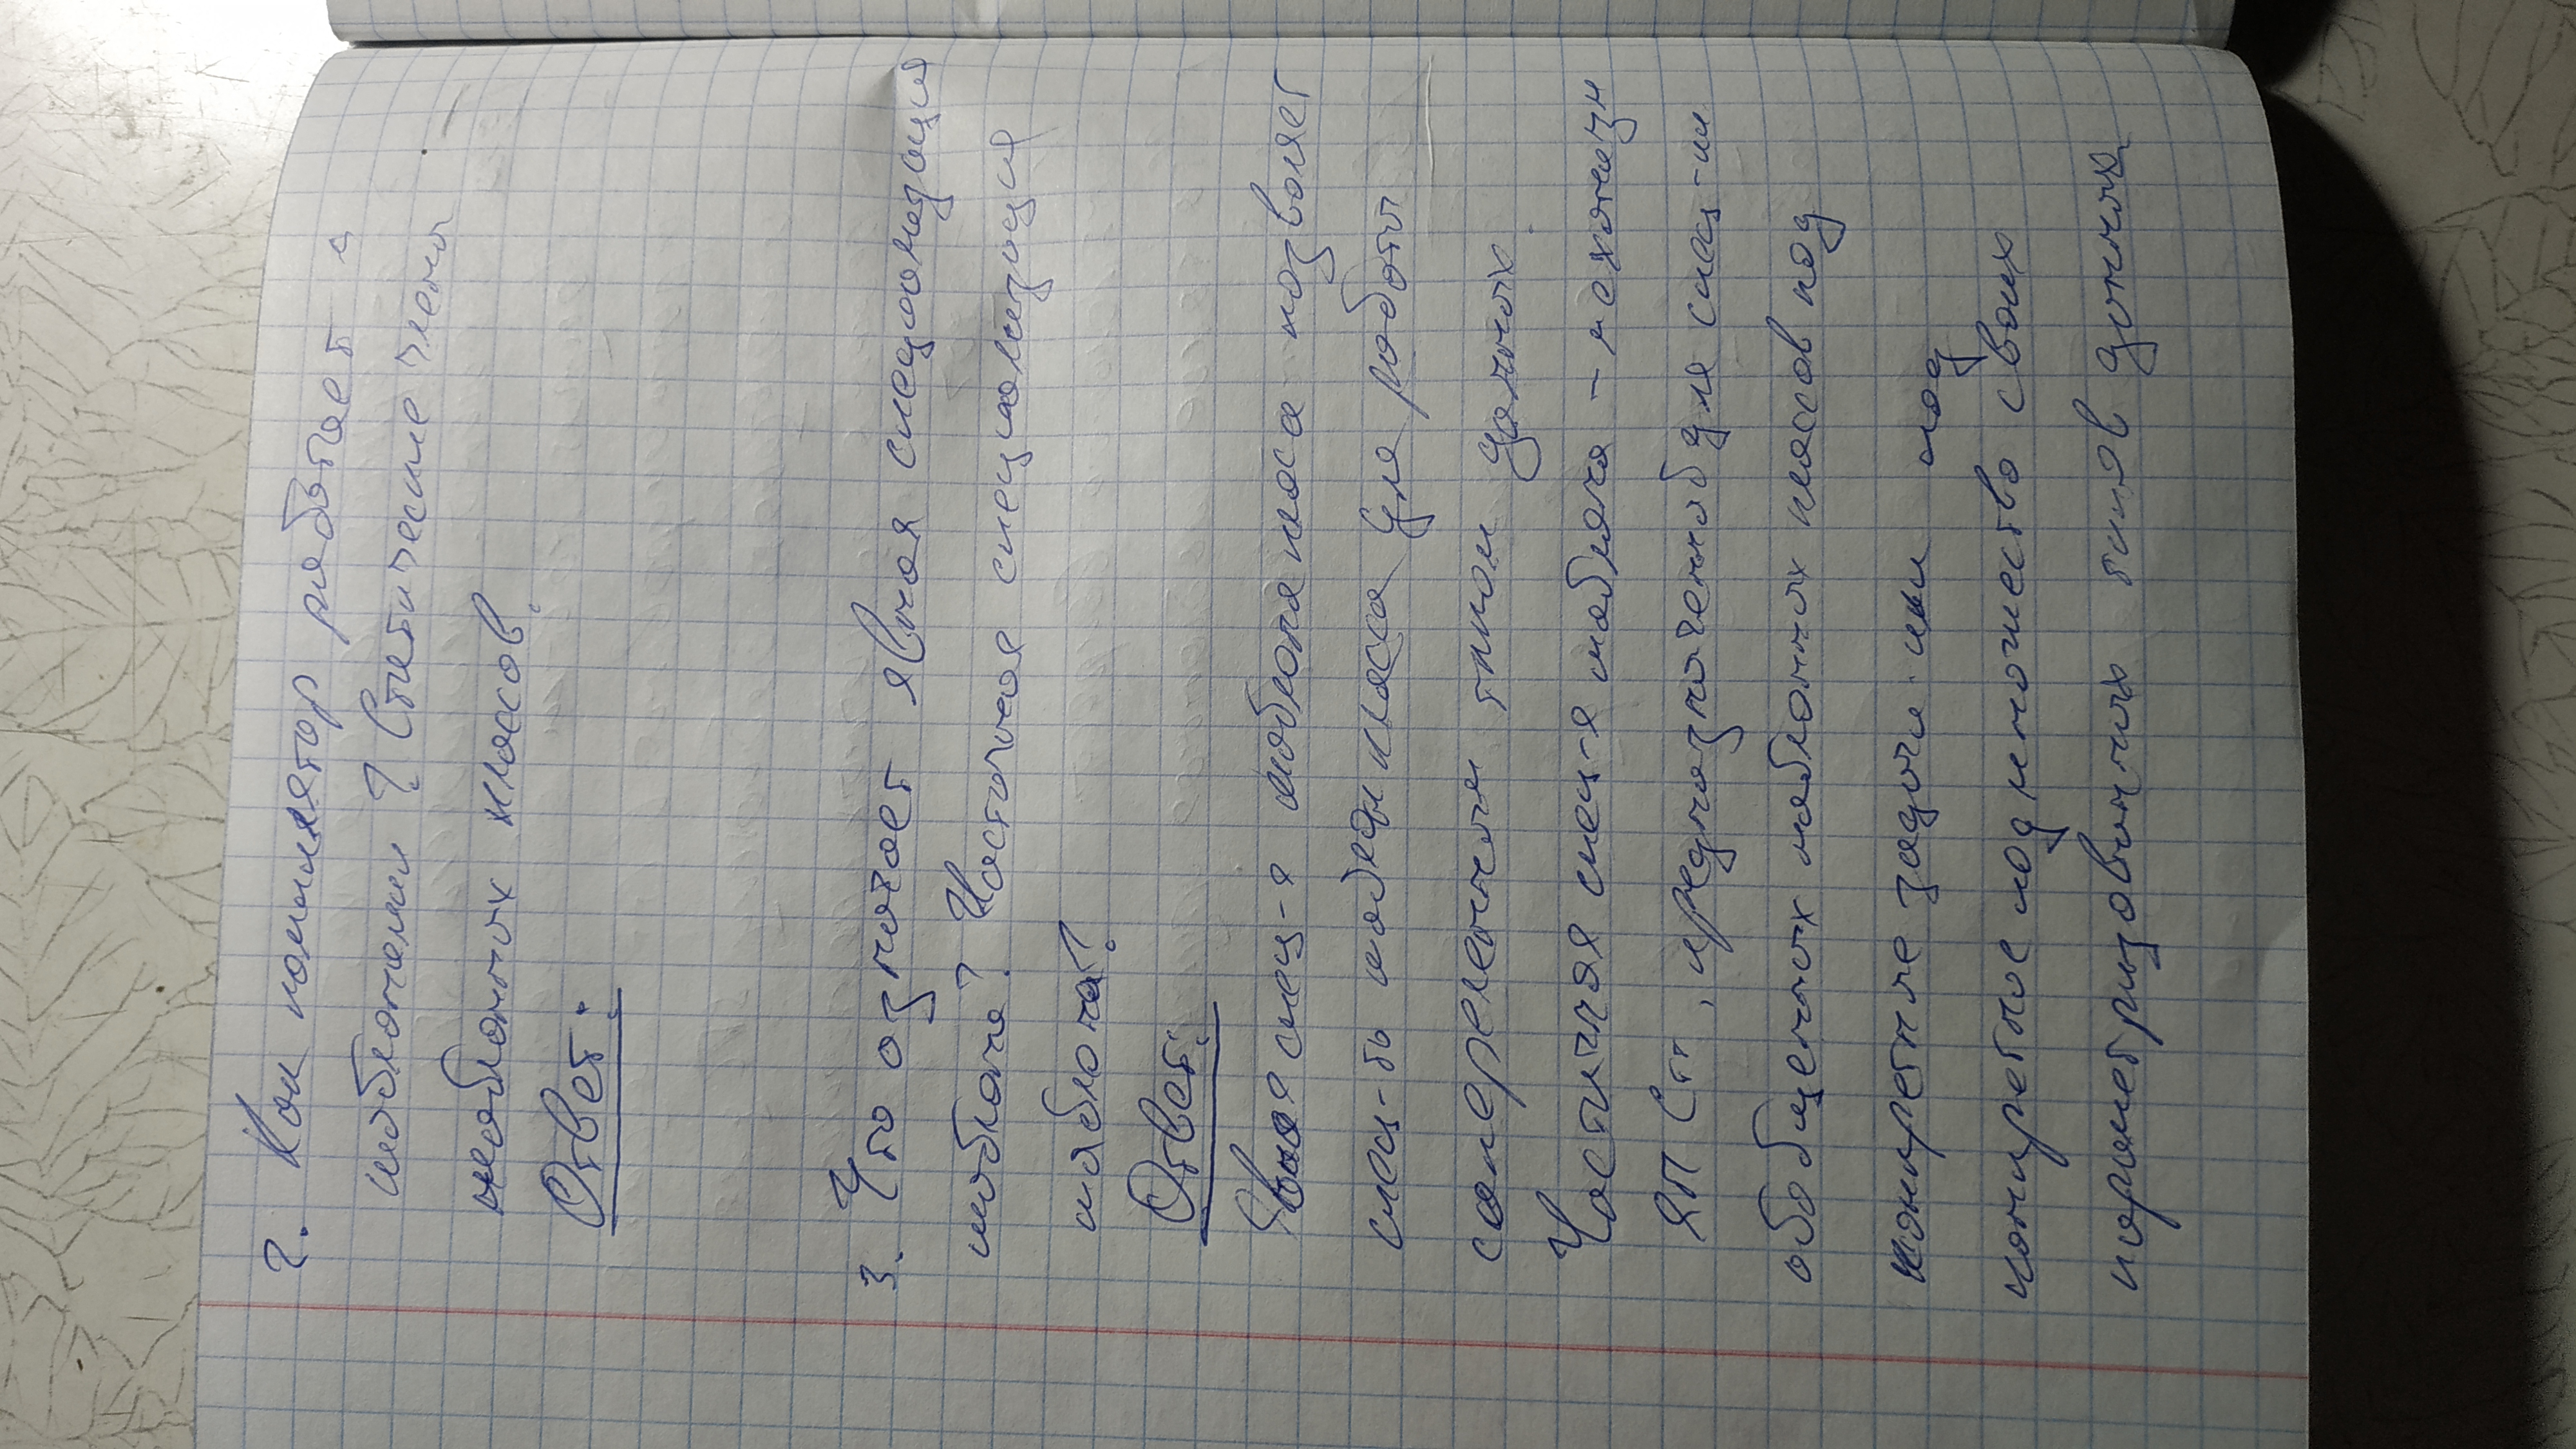 2. Как компилятор работает с
шаблонами? Статические члены
шаблонных классов.
Ответ:
3. Что означает явная специализация
шаблона? Частичная специализация
шаблона?
Ответ:
Явная спец-я шаблона класса позволяет
спец-ть шаблон класса для работы
с определенным типом данных.
Частичная спец-я шаблона - механизм
ЯП С++, предназначенной для спец-ии
обобщенных шаблонных классов под
конкретные задачи или под
конкретное подмножество своих
параметризованных типов данных